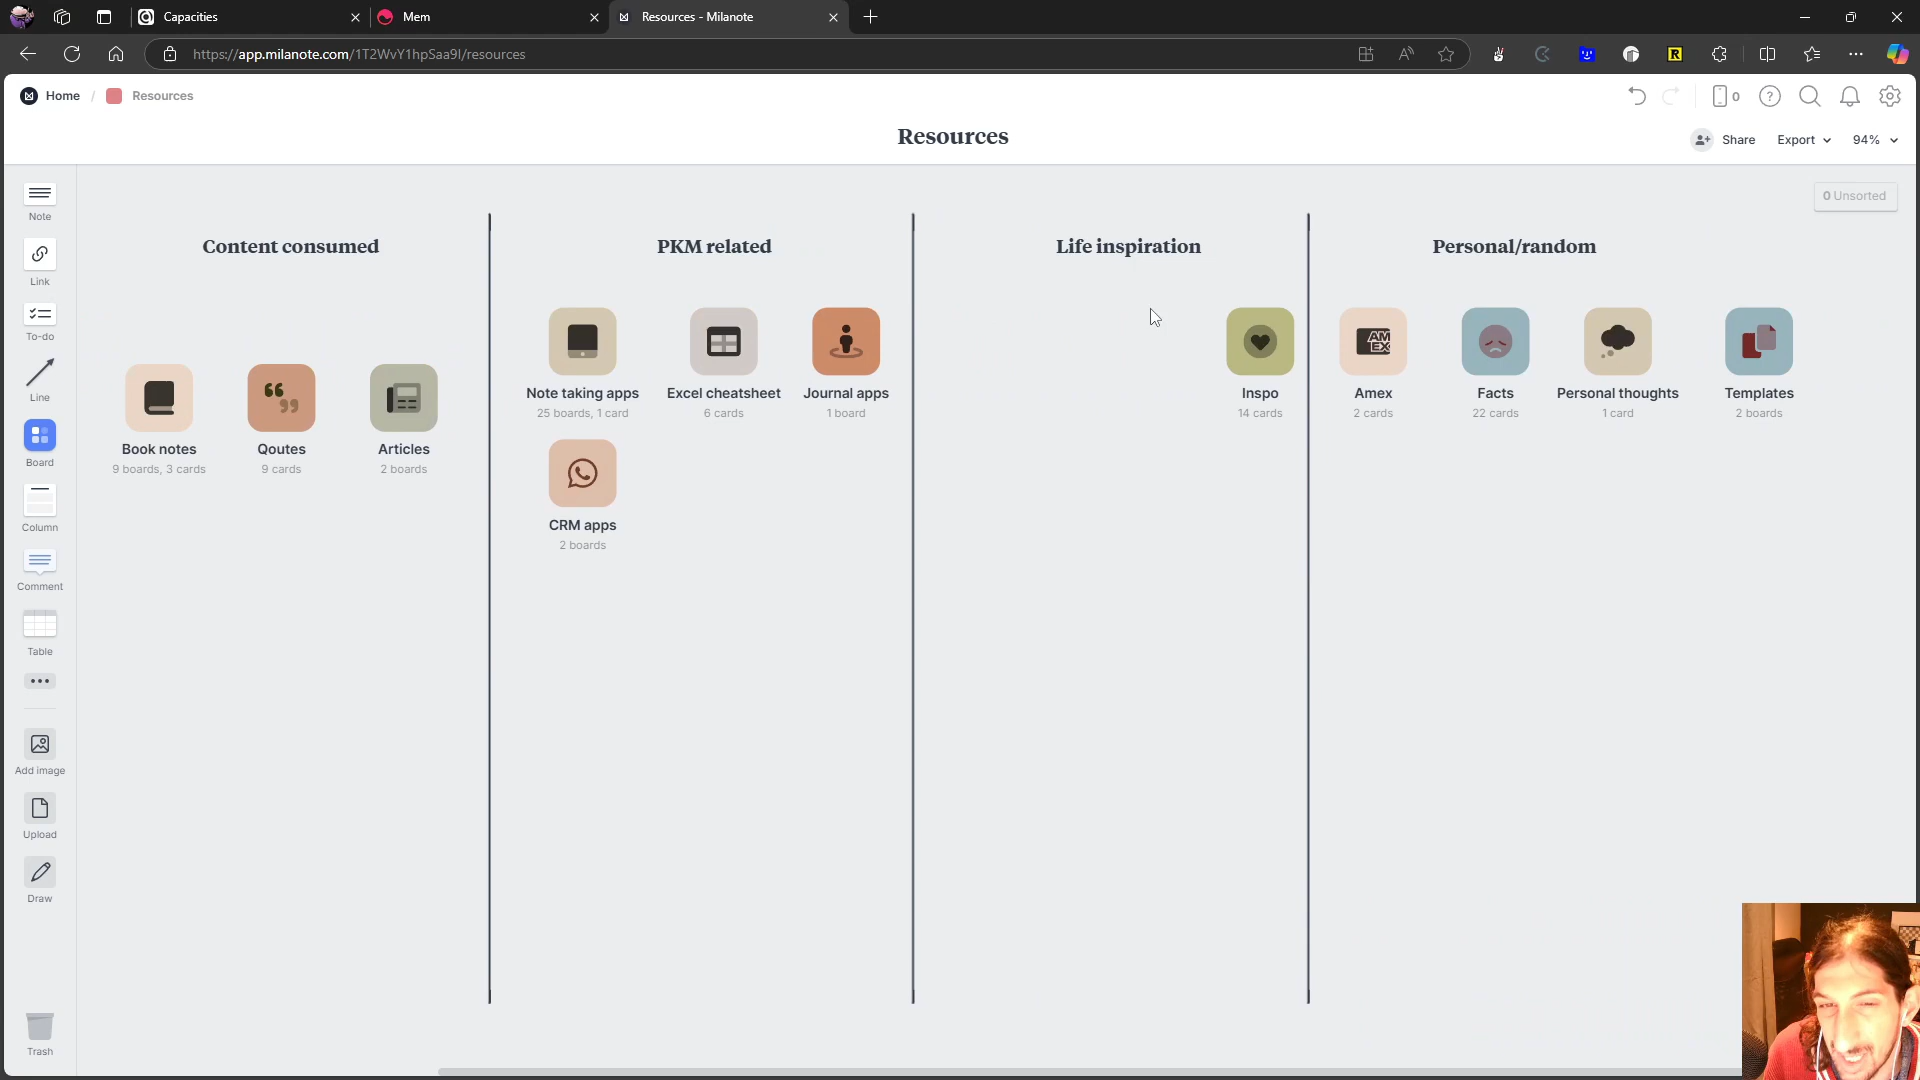 Capacities
Mem
Resources - Milanote
https://app.milanote.com/1T2WvY1hpSaa9I/resources
Home / Resources
0
Resources
Share
Export
94%
0 Unsorted
Note
Link
To-do
Line
Board
Column
Comment
Table
Add image
Upload
Draw
Trash
Content consumed
Book notes
9 boards, 3 cards
Qoutes
9 cards
Articles
2 boards
PKM related
Note taking apps
25 boards, 1 card
Excel cheatsheet
6 cards
Journal apps
1 board
CRM apps
2 boards
Life inspiration
Inspo
14 cards
Personal/random
AM
EX
Amex
2 cards
Facts
22 cards
Personal thoughts
1 card
Templates
2 boards